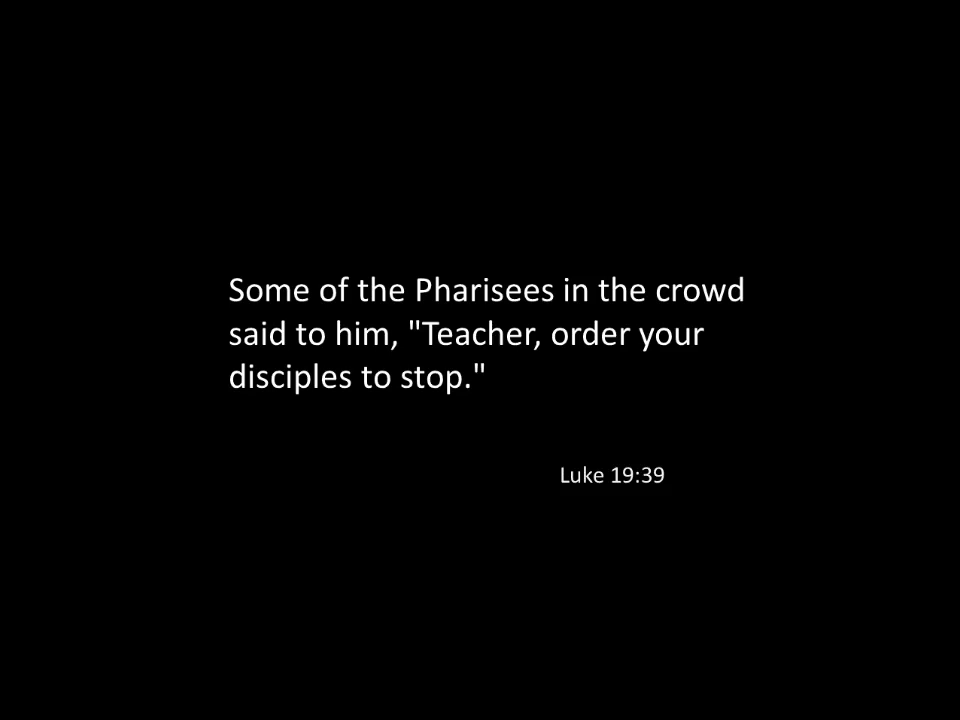 Some of the Pharisees in the crowd
said to him, "Teacher, order your
disciples to stop."
Luke 19:39